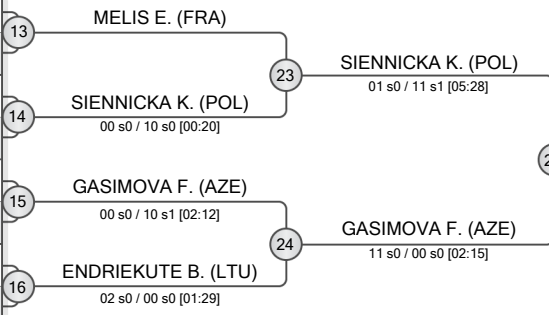 MELIS E. (FRA)
13
23
SIENNICKA K. (POL)
01 s0 / 11 s1 [05:28]
SIENNICKA K. (POL)
14
00 s0 / 10 s0 [00:20]
GASIMOVA F. (AZE)
15
00 s0 / 10 s1 [02:12]
24
GASIMOVA F. (AZE)
11 s0 / 00 s0 [02:15]
ENDRIEKUTE B. (LTU)
16
02 s0 / 00 s0 [01:29]